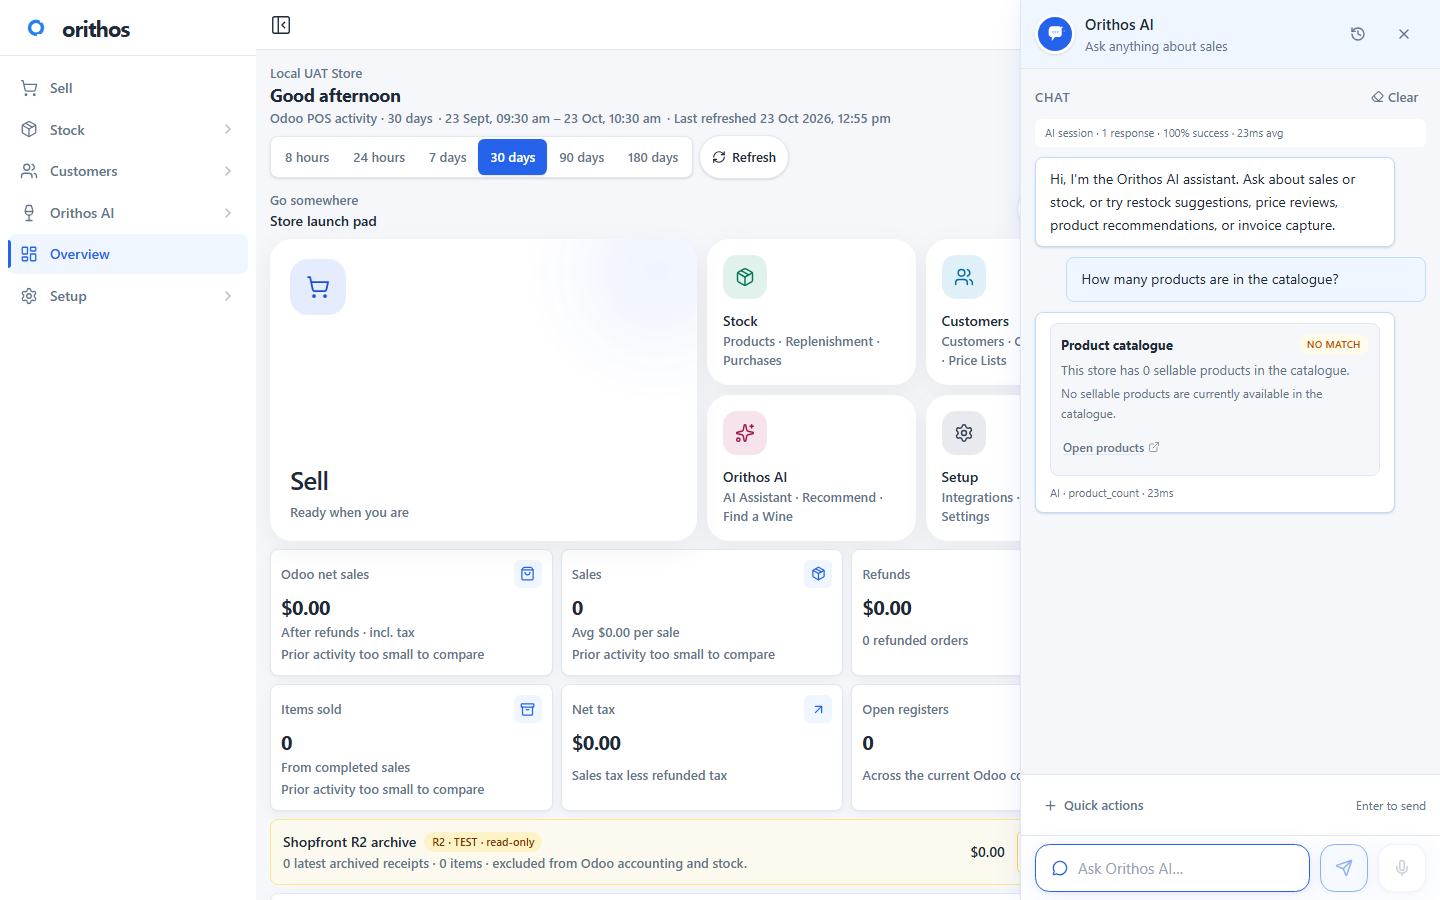 orithos
Sell
Stock
Customers
Orithos AI
Overview
Setup
Local UAT Store
Good afternoon
Odoo POS activity · 30 days · 23 Sept, 09:30 am – 23 Oct, 10:30 am · Last refreshed 23 Oct 2026, 12:55 pm
8 hours
24 hours
7 days
30 days
90 days
180 days
Refresh
Go somewhere
Store launch pad
Sell
Ready when you are
Stock
Products · Replenishment ·
Purchases
Customers
Customers ·
· Price Lists
Orithos AI
AI Assistant · Recommend ·
Find a Wine
Setup
Integrations ·
Settings
Odoo net sales
$0.00
After refunds · incl. tax
Prior activity too small to compare
Sales
0
Avg $0.00 per sale
Prior activity too small to compare
Refunds
$0.00
0 refunded orders
Items sold
0
From completed sales
Prior activity too small to compare
Net tax
$0.00
Sales tax less refunded tax
Open registers
0
Across the current Odoo
Shopfront R2 archive
R2 · TEST · read-only
0 latest archived receipts · 0 items · excluded from Odoo accounting and stock.
$0.00
Orithos AI
Ask anything about sales
CHAT
Clear
AI session · 1 response · 100% success · 23ms avg
Hi, I'm the Orithos AI assistant. Ask about sales or
stock, or try restock suggestions, price reviews,
product recommendations, or invoice capture.
How many products are in the catalogue?
Product catalogue
NO MATCH
This store has 0 sellable products in the catalogue.
No sellable products are currently available in the
catalogue.
Open products
AI · product_count · 23ms
Quick actions
Enter to send
Ask Orithos AI...